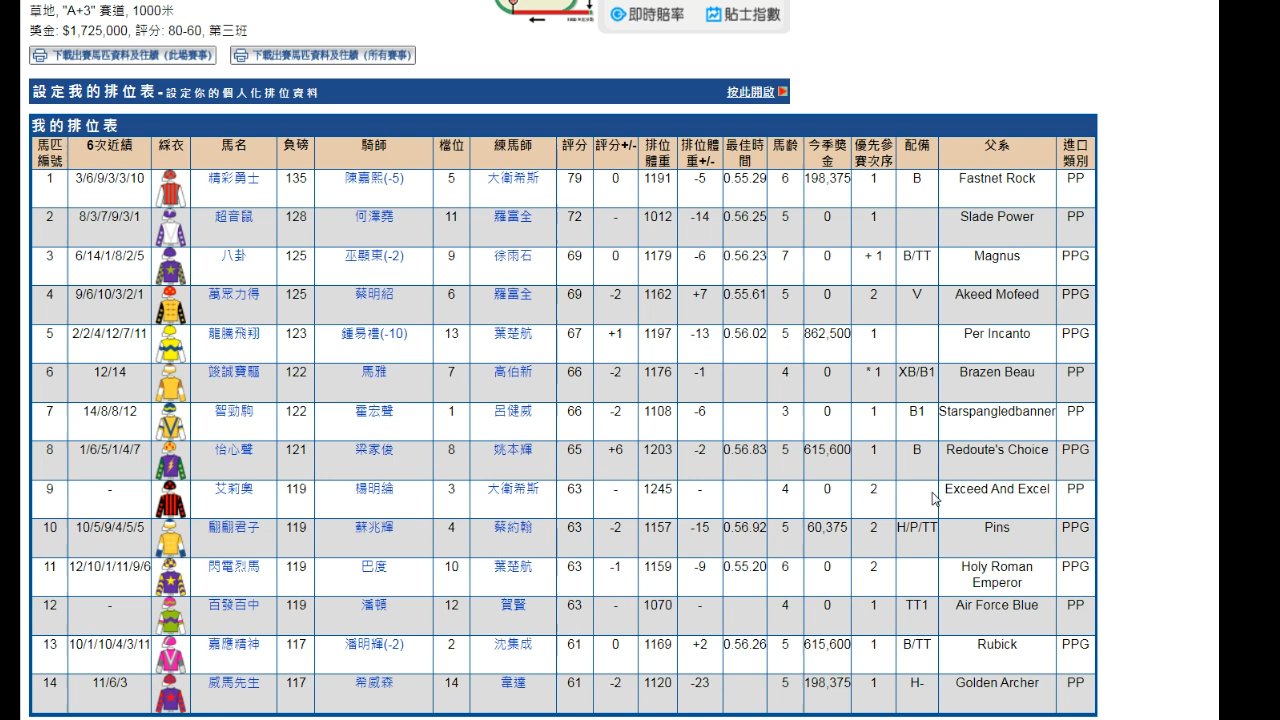 草地, "A+3" 賽道, 1000米
獎金: $1,725,000, 評分: 80-60, 第三班
即時賠率 貼士指數
下載出賽馬匹資料及往績 (此場賽事) 下載出賽馬匹資料及往績 (所有賽事)
設定我的排位表-設定你的個人化排位資料 按此開啟
我的排位表
馬匹編號 6次近績 綵衣 馬名 負磅 騎師 檔位 練馬師 評分 評分+/- 排位體重 排位體重+/- 最佳時間 馬齡 今季獎金 優先參賽次序 配備 父系 進口類別
1 3/6/9/3/3/10 精彩勇士 135 陳嘉熙(-5) 5 大衛希斯 79 0 1191 -5 0.55.29 6 198,375 1 B Fastnet Rock PP
2 8/3/7/9/3/1 超音鼠 128 何澤堯 11 羅富全 72 - 1012 -14 0.56.25 5 0 1 Slade Power PP
3 6/14/1/8/2/5 八卦 125 巫顯東(-2) 9 徐雨石 69 0 1179 -6 0.56.23 7 0 + 1 B/TT Magnus PPG
4 9/6/10/3/2/1 萬眾力得 125 蔡明紹 6 羅富全 69 -2 1162 +7 0.55.61 5 0 2 V Akeed Mofeed PPG
5 2/2/4/12/7/11 龍騰飛翔 123 鍾易禮(-10) 13 葉楚航 67 +1 1197 -13 0.56.02 5 862,500 1 Per Incanto PPG
6 12/14 竣誠寶駒 122 馬雅 7 高伯新 66 -2 1176 -1 4 0 * 1 XB/B1 Brazen Beau PP
7 14/8/8/12 智勁駒 122 霍宏聲 1 呂健威 66 -2 1108 -6 3 0 1 B1 Starspangledbanner PP
8 1/6/5/1/4/7 怡心聲 121 梁家俊 8 姚本輝 65 +6 1203 -2 0.56.83 5 615,600 1 B Redoute's Choice PPG
9 - 艾莉奧 119 楊明綸 3 大衛希斯 63 - 1245 - 4 0 2 Exceed And Excel PP
10 10/5/9/4/5/5 翩翩君子 119 蘇兆輝 4 蔡約翰 63 -2 1157 -15 0.56.92 5 60,375 2 H/P/TT Pins PPG
11 12/10/1/11/9/6 閃電烈馬 119 巴度 10 葉楚航 63 -1 1159 -9 0.55.20 6 0 2 Holy Roman Emperor PPG
12 - 百發百中 119 潘頓 12 賀賢 63 - 1070 - 4 0 1 TT1 Air Force Blue PP
13 10/1/10/4/3/11 嘉應精神 117 潘明輝(-2) 2 沈集成 61 0 1169 +2 0.56.26 5 615,600 1 B/TT Rubick PPG
14 11/6/3 威馬先生 117 希威森 14 韋達 61 -2 1120 -23 5 198,375 1 H- Golden Archer PP